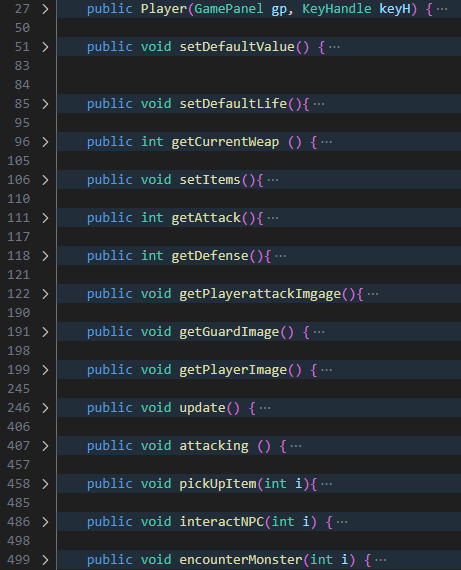 27 > public Player(GamePanel gp, KeyHandle keyH) {···
50
51 > public void setDefaultValue() {···
83
84
85 > public void setDefaultLife(){···
95
96 > public int getCurrentWeap () {···
105
106 > public void setItems(){···
110
111 > public int getAttack(){···
117
118 > public int getDefense(){···
121
122 > public void getPlayerattackImgage(){···
190
191 > public void getGuardImage() {···
198
199 > public void getPlayerImage() {···
245
246 > public void update() {···
406
407 > public void attacking () {···
457
458 > public void pickUpItem(int i){···
485
486 > public void interactNPC(int i) {···
498
499 > public void encounterMonster(int i) {···